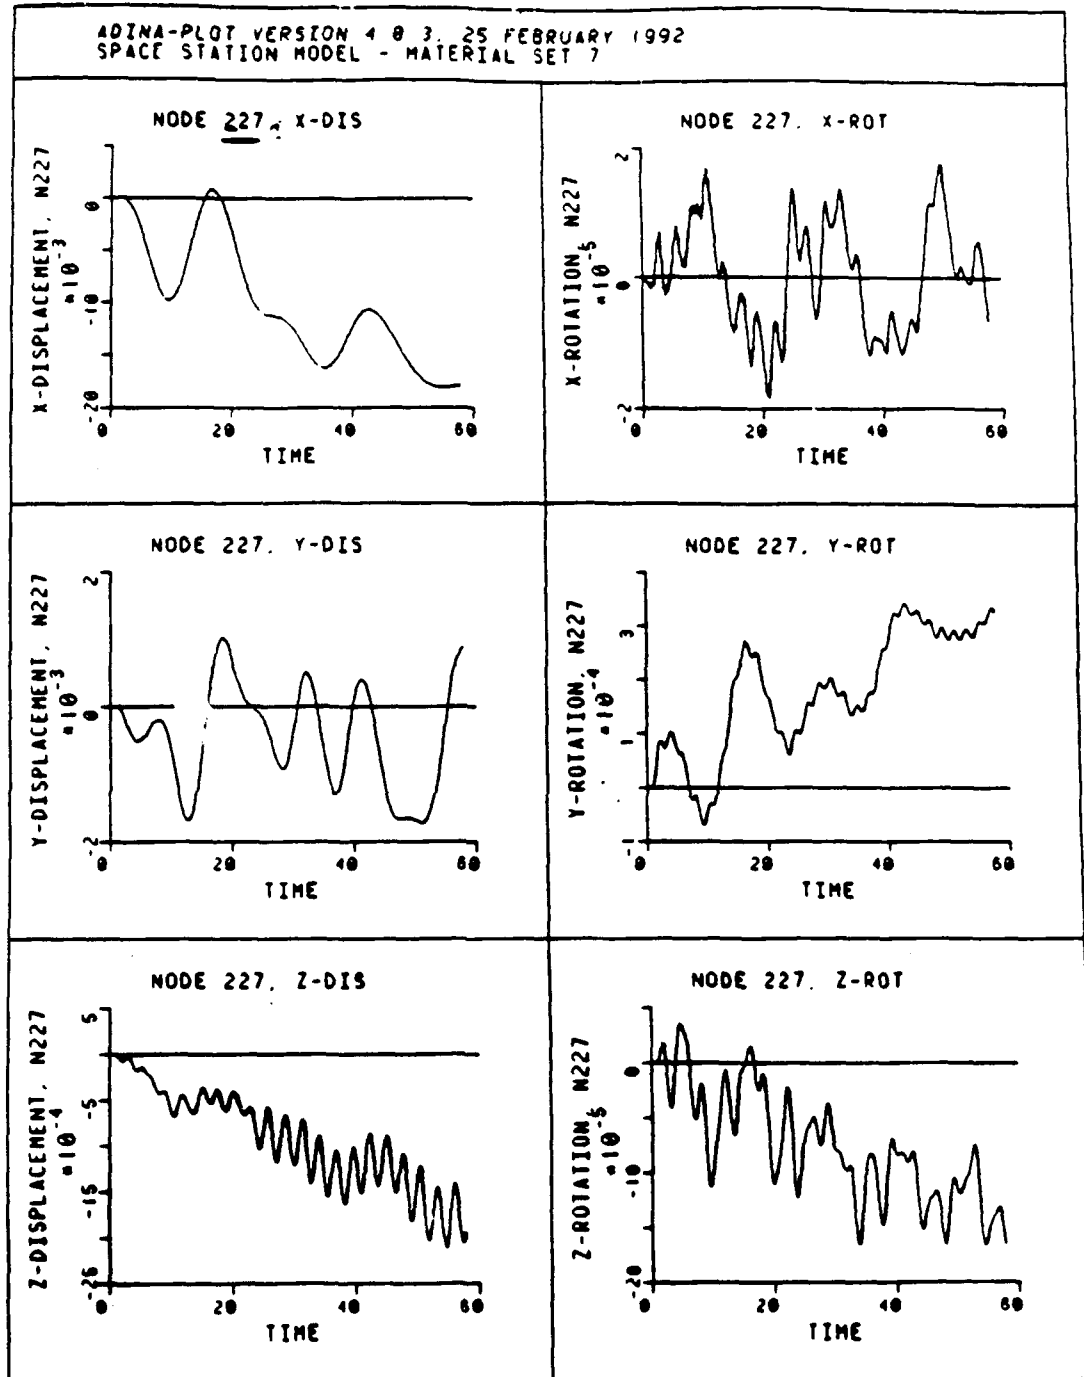 ADINA-PLOT VERSION 4 0 3, 25 FEBRUARY 1992
SPACE STATION MODEL - MATERIAL SET 7
NODE 227, X-DIS
X-DISPLACEMENT, N227
*10^-3
0
-10
-20
0 20 40 60
TIME
NODE 227, X-ROT
X-ROTATION, N227
*10^-5
2
0
-2
0 20 40 60
TIME
NODE 227, Y-DIS
Y-DISPLACEMENT, N227
*10^-3
2
0
-2
0 20 40 60
TIME
NODE 227, Y-ROT
Y-ROTATION, N227
*10^-4
3
1
-1
0 20 40 60
TIME
NODE 227, Z-DIS
Z-DISPLACEMENT, N227
*10^-4
5
-5
-15
-25
0 20 40 60
TIME
NODE 227, Z-ROT
Z-ROTATION, N227
*10^-5
0
-10
-20
0 20 40 60
TIME